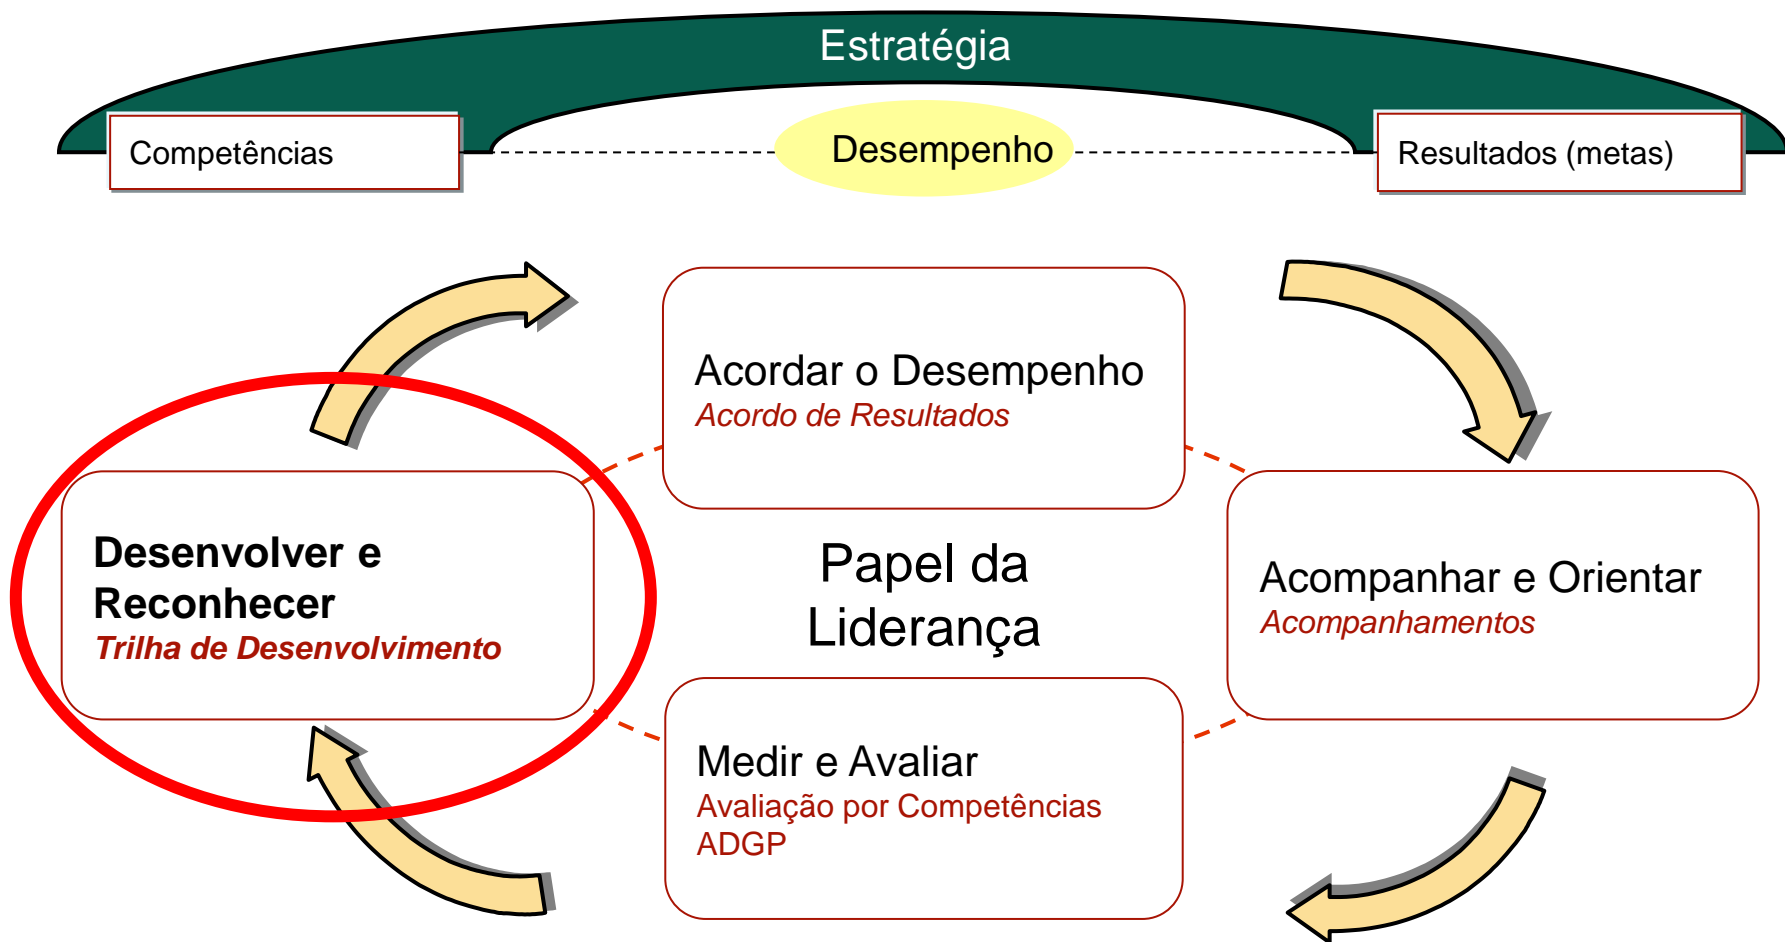 Estratégia
Competências
Desempenho
Resultados (metas)
Acordar o Desempenho
Acordo de Resultados
Desenvolver e
Reconhecer
Trilha de Desenvolvimento
Papel da
Liderança
Acompanhar e Orientar
Acompanhamentos
Medir e Avaliar
Avaliação por Competências
ADGP